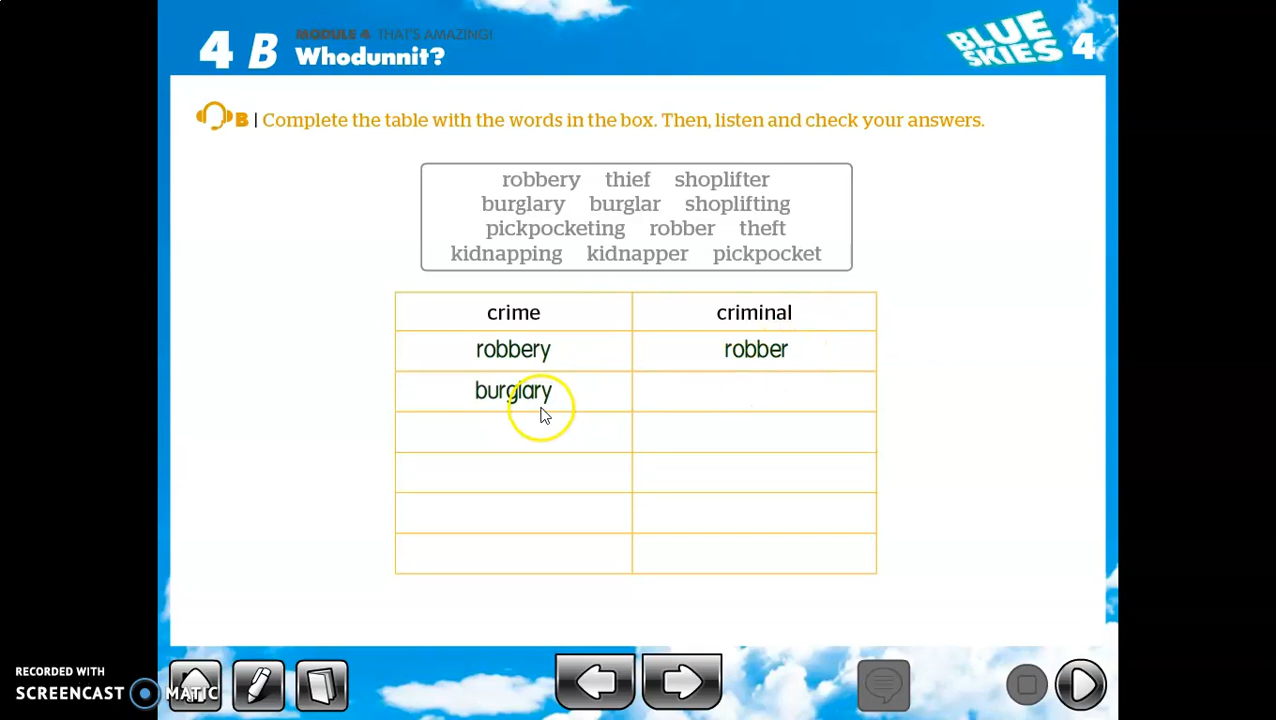 4 B
MODULE 4 THAT'S AMAZING!
Whodunnit?
BLUE SKIES 4
B | Complete the table with the words in the box. Then, listen and check your answers.
robbery thief shoplifter
burglary burglar shoplifting
pickpocketing robber theft
kidnapping kidnapper pickpocket
crime criminal
robbery robber
burglary
RECORDED WITH
SCREENCAST MATIC